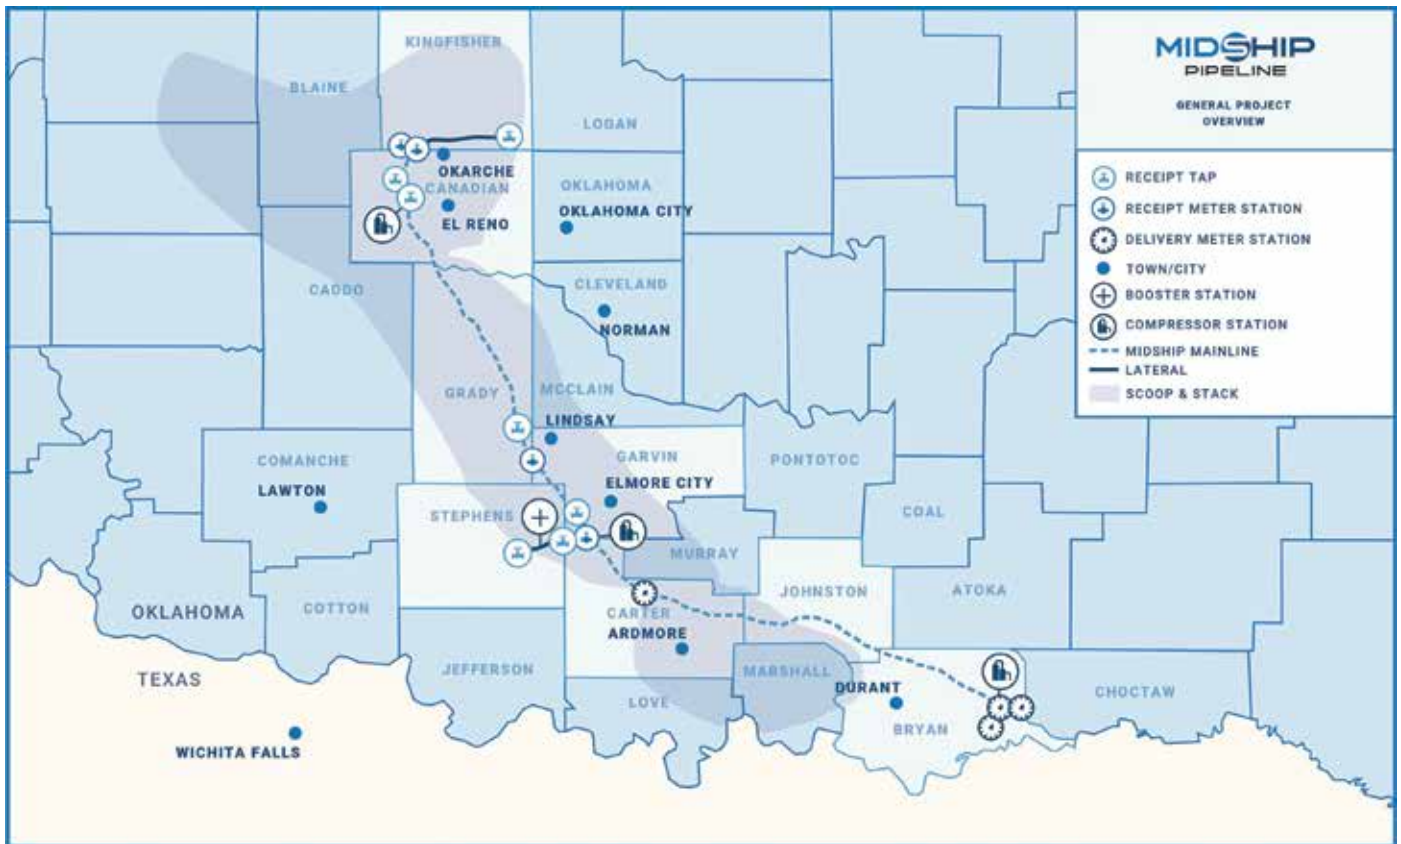 MIDSHIP
PIPELINE
GENERAL PROJECT
OVERVIEW
RECEIPT TAP
RECEIPT METER STATION
DELIVERY METER STATION
TOWN/CITY
BOOSTER STATION
COMPRESSOR STATION
MIDSHIP MAINLINE
LATERAL
SCOOP & STACK
KINGFISHER
BLAINE
LOGAN
OKARCHE
CANADIAN
OKLAHOMA
EL RENO
OKLAHOMA CITY
CADDO
CLEVELAND
NORMAN
GRADY
MCCLAIN
LINDSAY
COMANCHE
GARVIN
PONTOTOC
LAWTON
ELMORE CITY
STEPHENS
COAL
MURRAY
JOHNSTON
ATOKA
OKLAHOMA
COTTON
CARTER
ARDMORE
JEFFERSON
MARSHALL
TEXAS
DURANT
CHOCTAW
LOVE
BRYAN
WICHITA FALLS